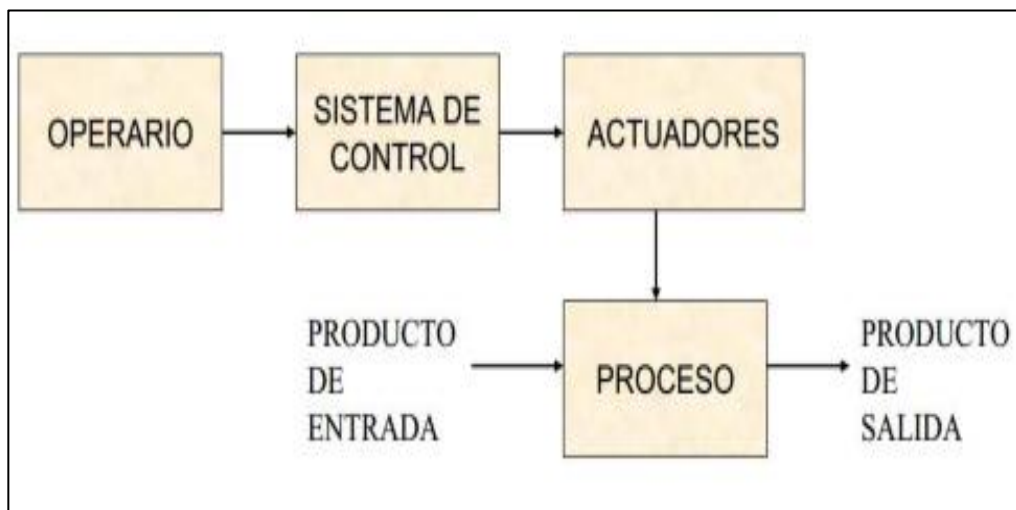 OPERARIO
SISTEMA DE
CONTROL
ACTUADORES
PRODUCTO
DE
ENTRADA
PROCESO
PRODUCTO
DE
SALIDA